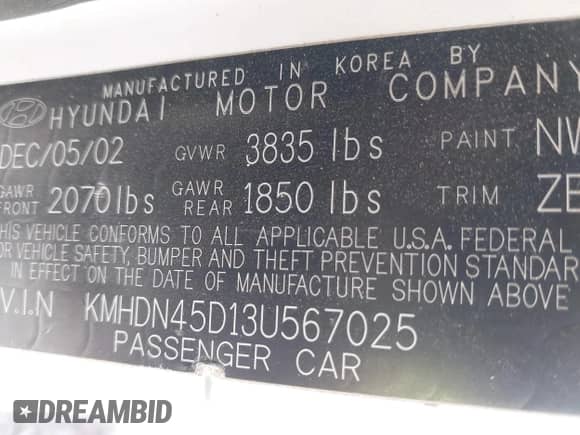 MANUFACTURED IN KOREA BY
HYUNDAI MOTOR COMPANY
DEC/05/02 GVWR 3835 lbs PAINT NW
GAWR FRONT 2070 lbs GAWR REAR 1850 lbs TRIM ZE
THIS VEHICLE CONFORMS TO ALL APPLICABLE U.S.A. FEDERAL
VEHICLE SAFETY, BUMPER AND THEFT PREVENTION STANDAR
IN EFFECT ON THE DATE OF MANUFACTURE SHOWN ABOVE
V.I.N KMHDN45D13U567025
PASSENGER CAR
DREAMBID